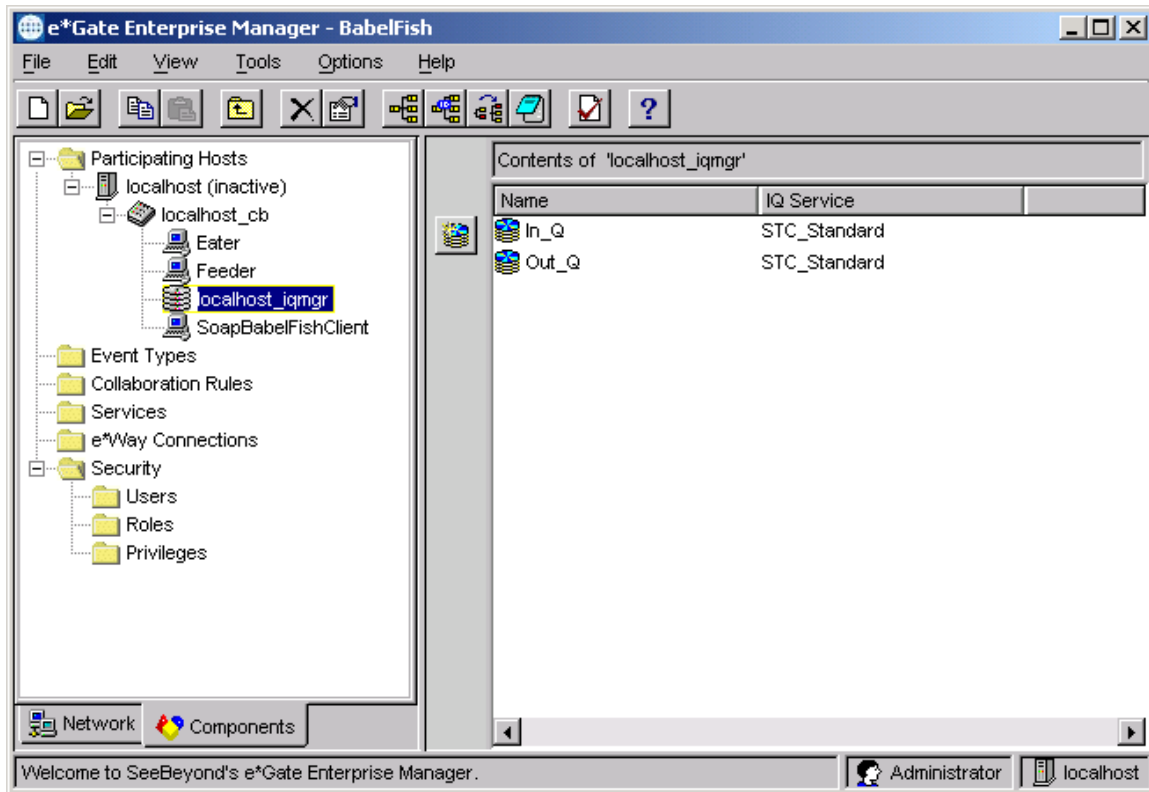 e*Gate Enterprise Manager - BabelFish
File Edit View Tools Options Help
?
Participating Hosts
localhost (inactive)
localhost_cb
Eater
Feeder
localhost_iqmgr
SoapBabelFishClient
Event Types
Collaboration Rules
Services
e*Way Connections
Security
Users
Roles
Privileges
Network Components
Contents of 'localhost_iqmgr'
Name IQ Service
In_Q STC_Standard
Out_Q STC_Standard
Welcome to SeeBeyond's e*Gate Enterprise Manager. Administrator localhost